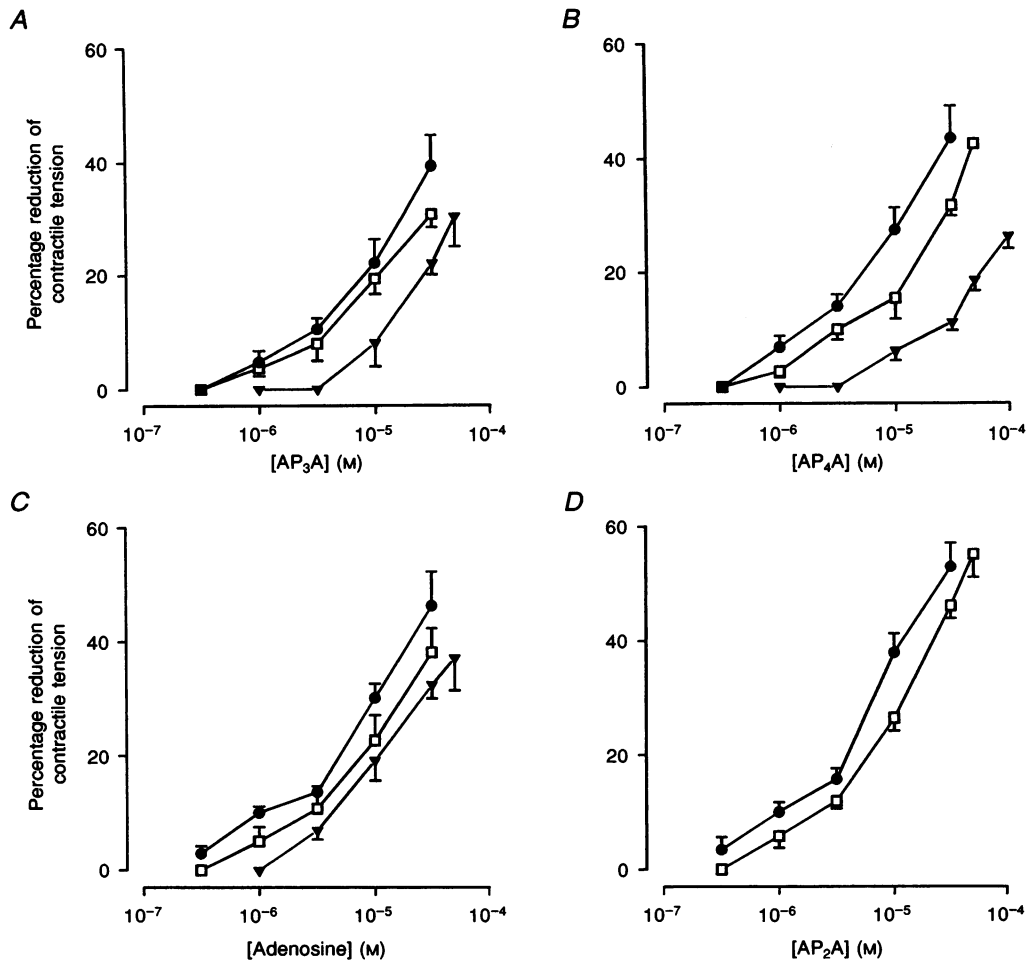 A
B
60
40
20
0
Percentage reduction of
contractile tension
10⁻⁷ 10⁻⁶ 10⁻⁵ 10⁻⁴
[AP₃A] (M)
60
40
20
0
10⁻⁷ 10⁻⁶ 10⁻⁵ 10⁻⁴
[AP₄A] (M)
C
D
60
40
20
0
Percentage reduction of
contractile tension
10⁻⁷ 10⁻⁶ 10⁻⁵ 10⁻⁴
[Adenosine] (M)
60
40
20
0
10⁻⁷ 10⁻⁶ 10⁻⁵ 10⁻⁴
[AP₂A] (M)